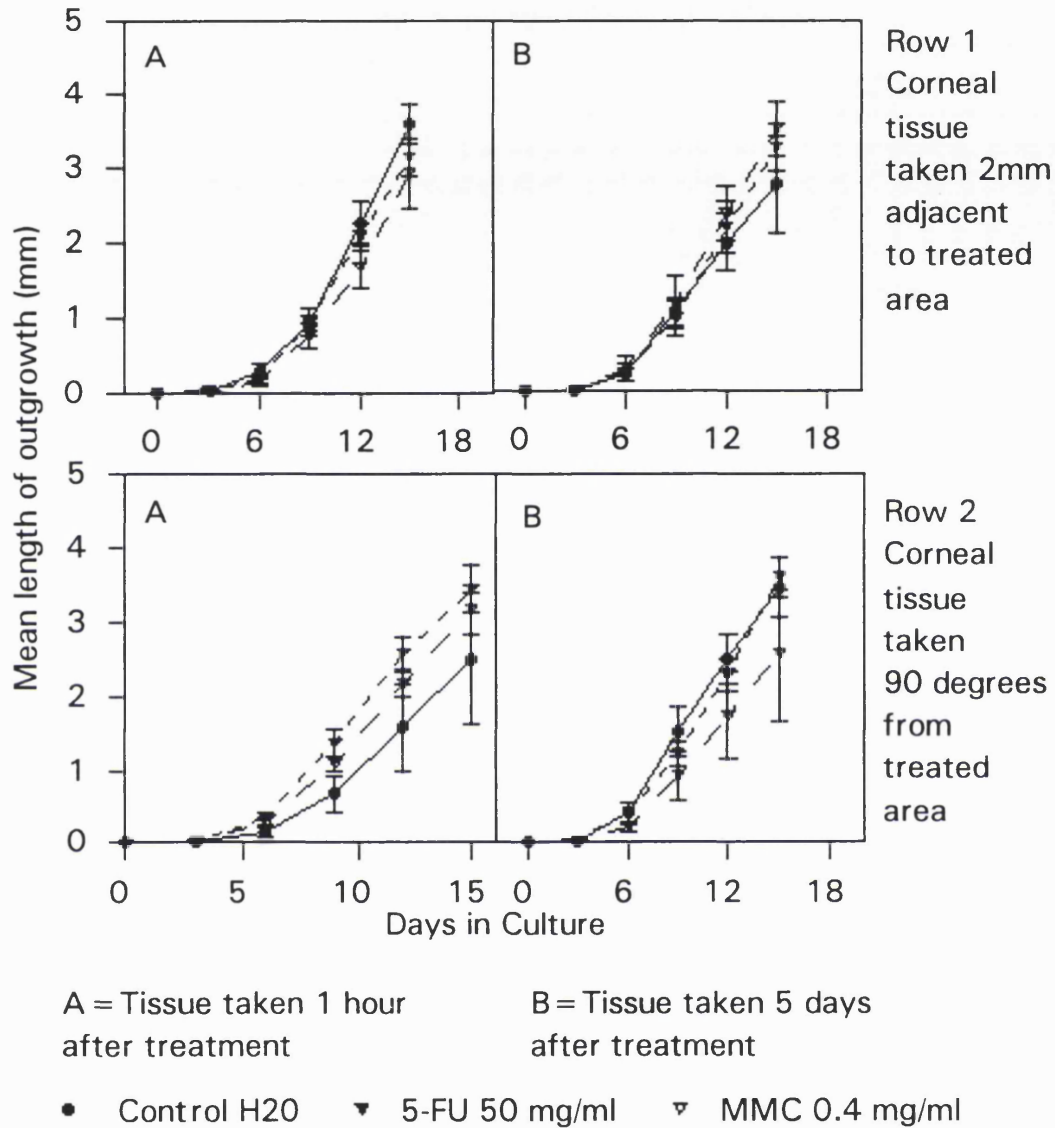 Mean length of outgrowth (mm)
5
4
3
2
1
0
A
B
0
6
12
18
0
6
12
18
Row 1
Corneal
tissue
taken 2mm
adjacent
to treated
area
5
4
3
2
1
0
A
B
0
5
10
15
0
6
12
18
Days in Culture
Row 2
Corneal
tissue
taken
90 degrees
from
treated
area
A = Tissue taken 1 hour
after treatment
B = Tissue taken 5 days
after treatment
● Control H20 ▼ 5-FU 50 mg/ml ▽ MMC 0.4 mg/ml